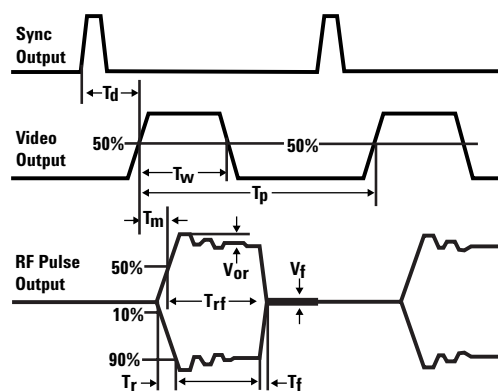 Sync
Output
Td
Video
Output
50%
50%
Tw
Tp
Tm
RF Pulse
Output
50%
Vor
Vf
Trf
10%
90%
Tr
Tf